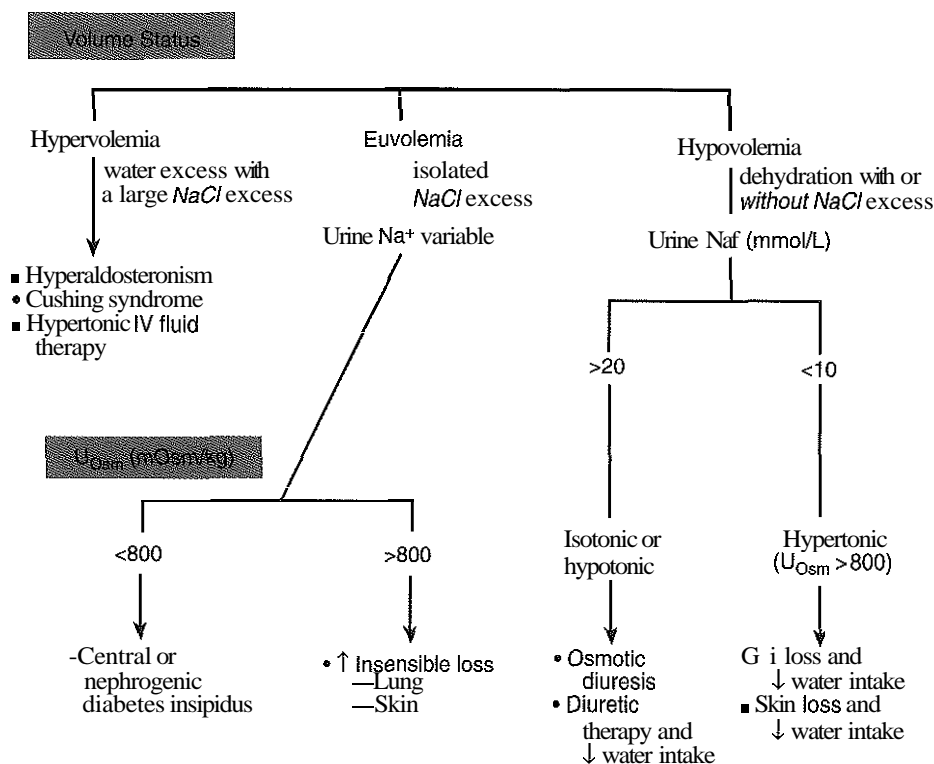 Volume Status
Hypervolemia
water excess with
a large NaCl excess
■ Hyperaldosteronism
• Cushing syndrome
■ Hypertonic IV fluid
therapy
Euvolemia
isolated
NaCl excess
Urine Na⁺ variable
Hypovolemia
dehydration with or
without NaCl excess
Urine Naf (mmol/L)
>20
<10
U_Osm (mOsm/kg)
<800
>800
Isotonic or
hypotonic
Hypertonic
(U_Osm >800)
-Central or
nephrogenic
diabetes insipidus
• ↑ Insensible loss
—Lung
—Skin
• Osmotic
diuresis
• Diuretic
therapy and
↓ water intake
G i loss and
↓ water intake
■ Skin loss and
↓ water intake